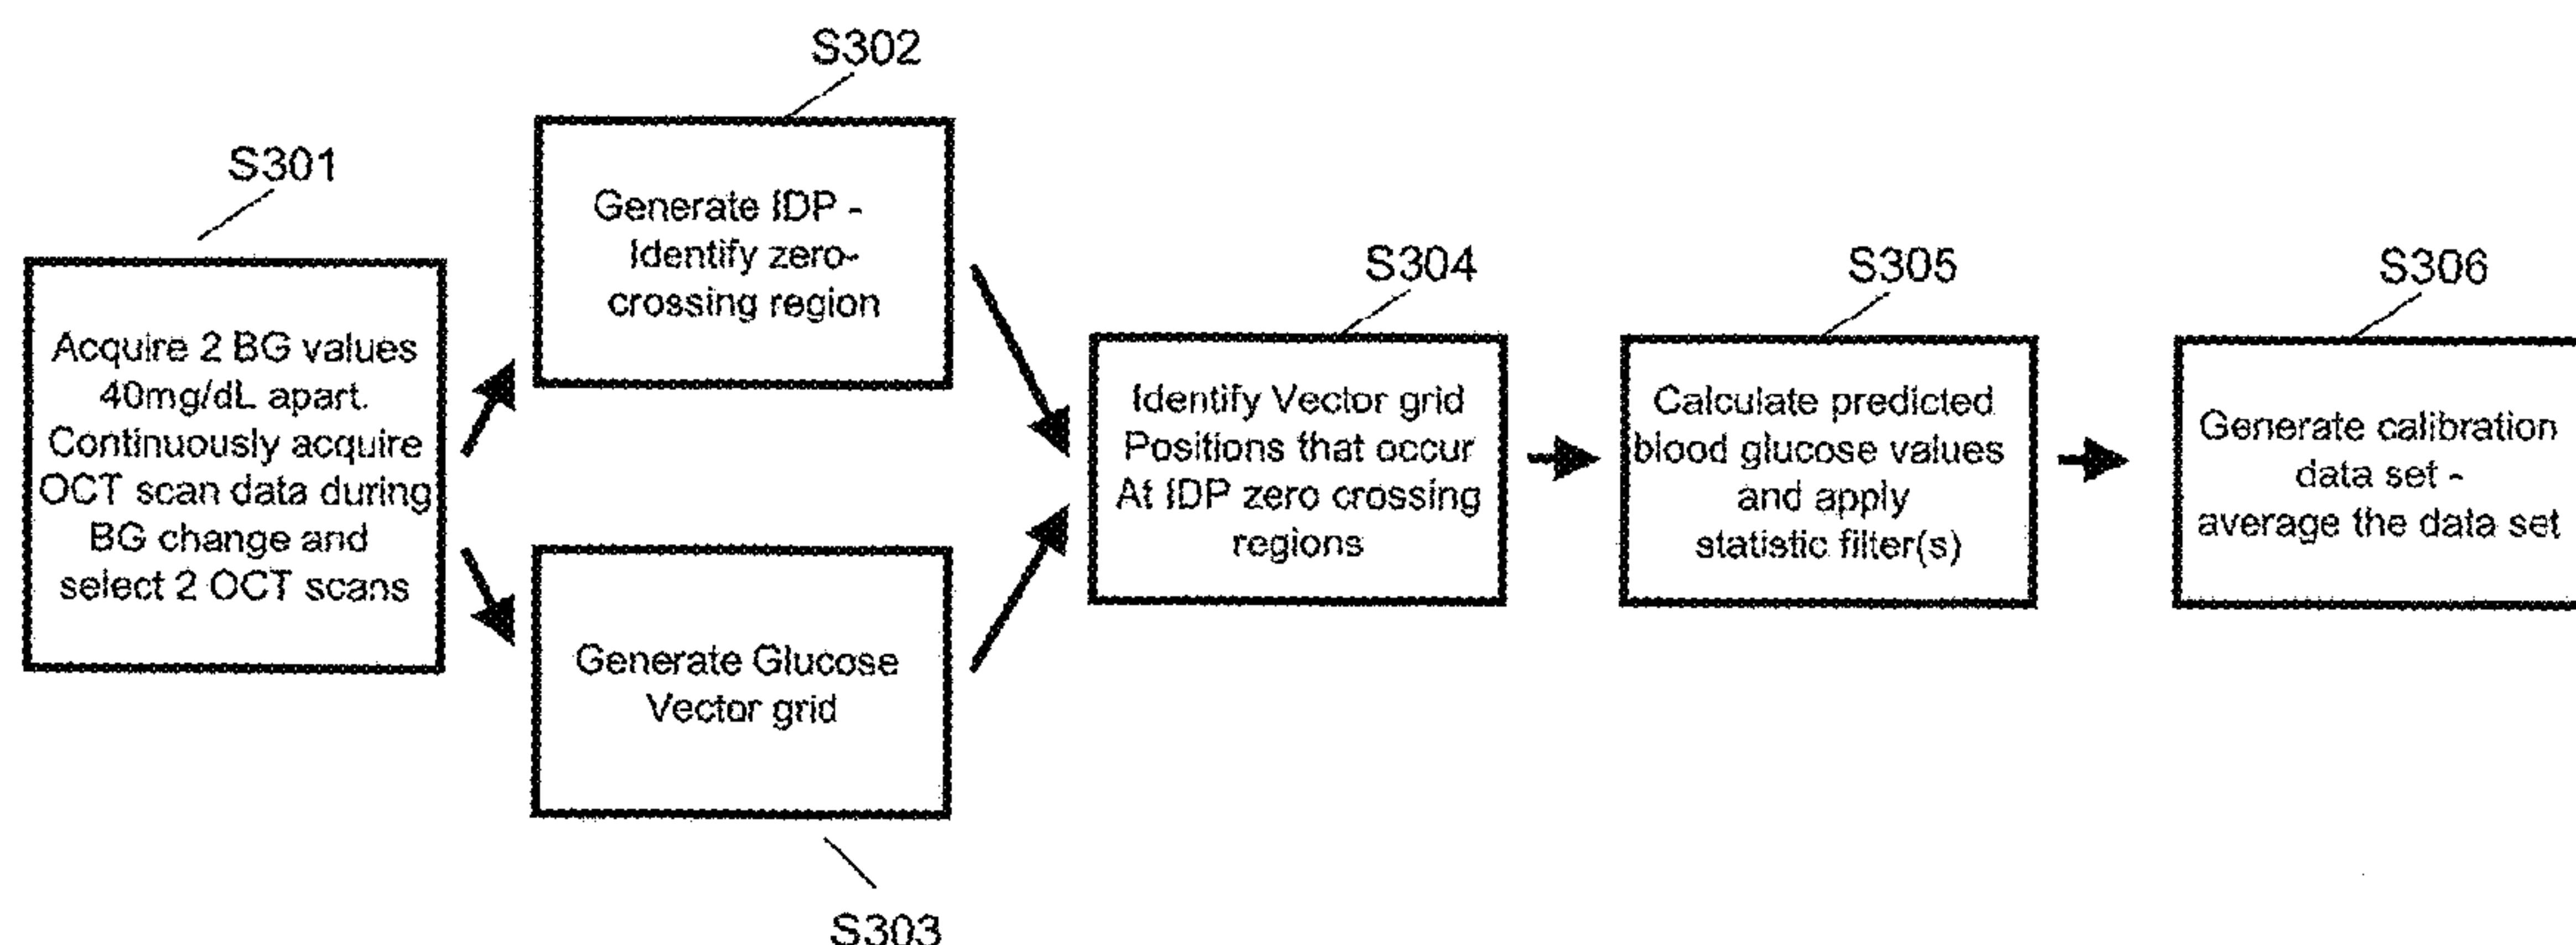 S301
Acquire 2 BG values
40mg/dL apart.
Continuously acquire
OCT scan data during
BG change and
select 2 OCT scans
S302
Generate IDP -
Identify zero-
crossing region
Generate Glucose
Vector grid
S303
S304
Identify Vector grid
Positions that occur
At IDP zero crossing
regions
S305
Calculate predicted
blood glucose values
and apply
statistic filter(s)
S306
Generate calibration
data set -
average the data set